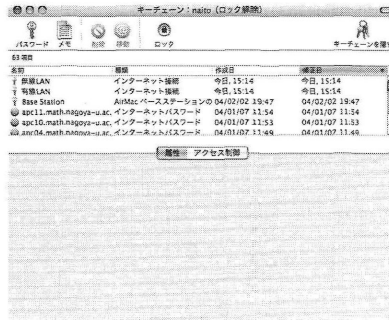 キーチェーン：naito（ロック解除）
パスワード メモ 削除 移動 ロック キーチェーンを隠
63 項目
名前 種類 作成日 修正日
無線LAN インターネット接続 今日, 15:14 今日, 15:14
有線LAN インターネット接続 今日, 15:14 今日, 15:14
Base Station AirMac ベースステーションの 04/02/02 19:47 04/02/02 19:47
apc11.math.nagoya-u.ac. インターネットパスワード 04/01/07 11:54 04/01/07 11:54
apc10.math.nagoya-u.ac. インターネットパスワード 04/01/07 11:53 04/01/07 11:53
apc04.math.nagoya-u.ac. インターネットパスワード 04/01/07 11:49 04/01/07 11:49
属性 アクセス制御